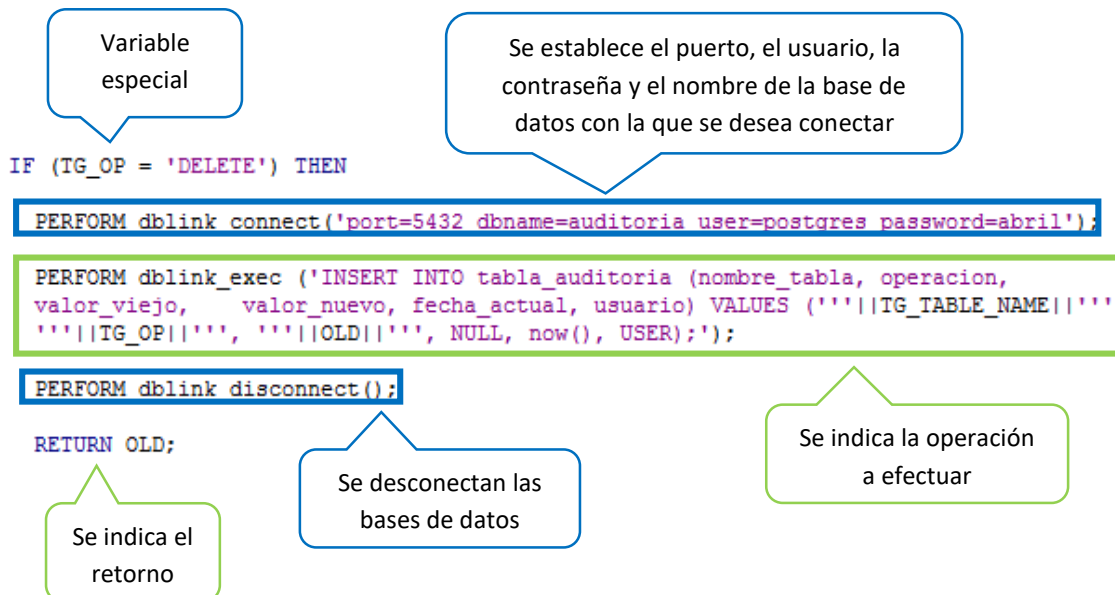 Variable
especial
Se establece el puerto, el usuario, la
contraseña y el nombre de la base de
datos con la que se desea conectar
IF (TG_OP = 'DELETE') THEN
PERFORM dblink_connect('port=5432 dbname=auditoria user=postgres password=abril');
PERFORM dblink_exec ('INSERT INTO tabla_auditoria (nombre_tabla, operacion,
valor_viejo, valor_nuevo, fecha_actual, usuario) VALUES ('''||TG_TABLE_NAME||'''
'''||TG_OP||''', '''||OLD||''', NULL, now(), USER);');
PERFORM dblink_disconnect();
RETURN OLD;
Se indica la operación
a efectuar
Se desconectan las
bases de datos
Se indica el
retorno